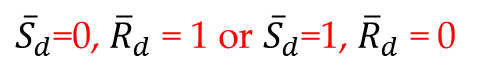 S̄d=0, R̄d = 1 or S̄d=1, R̄d = 0